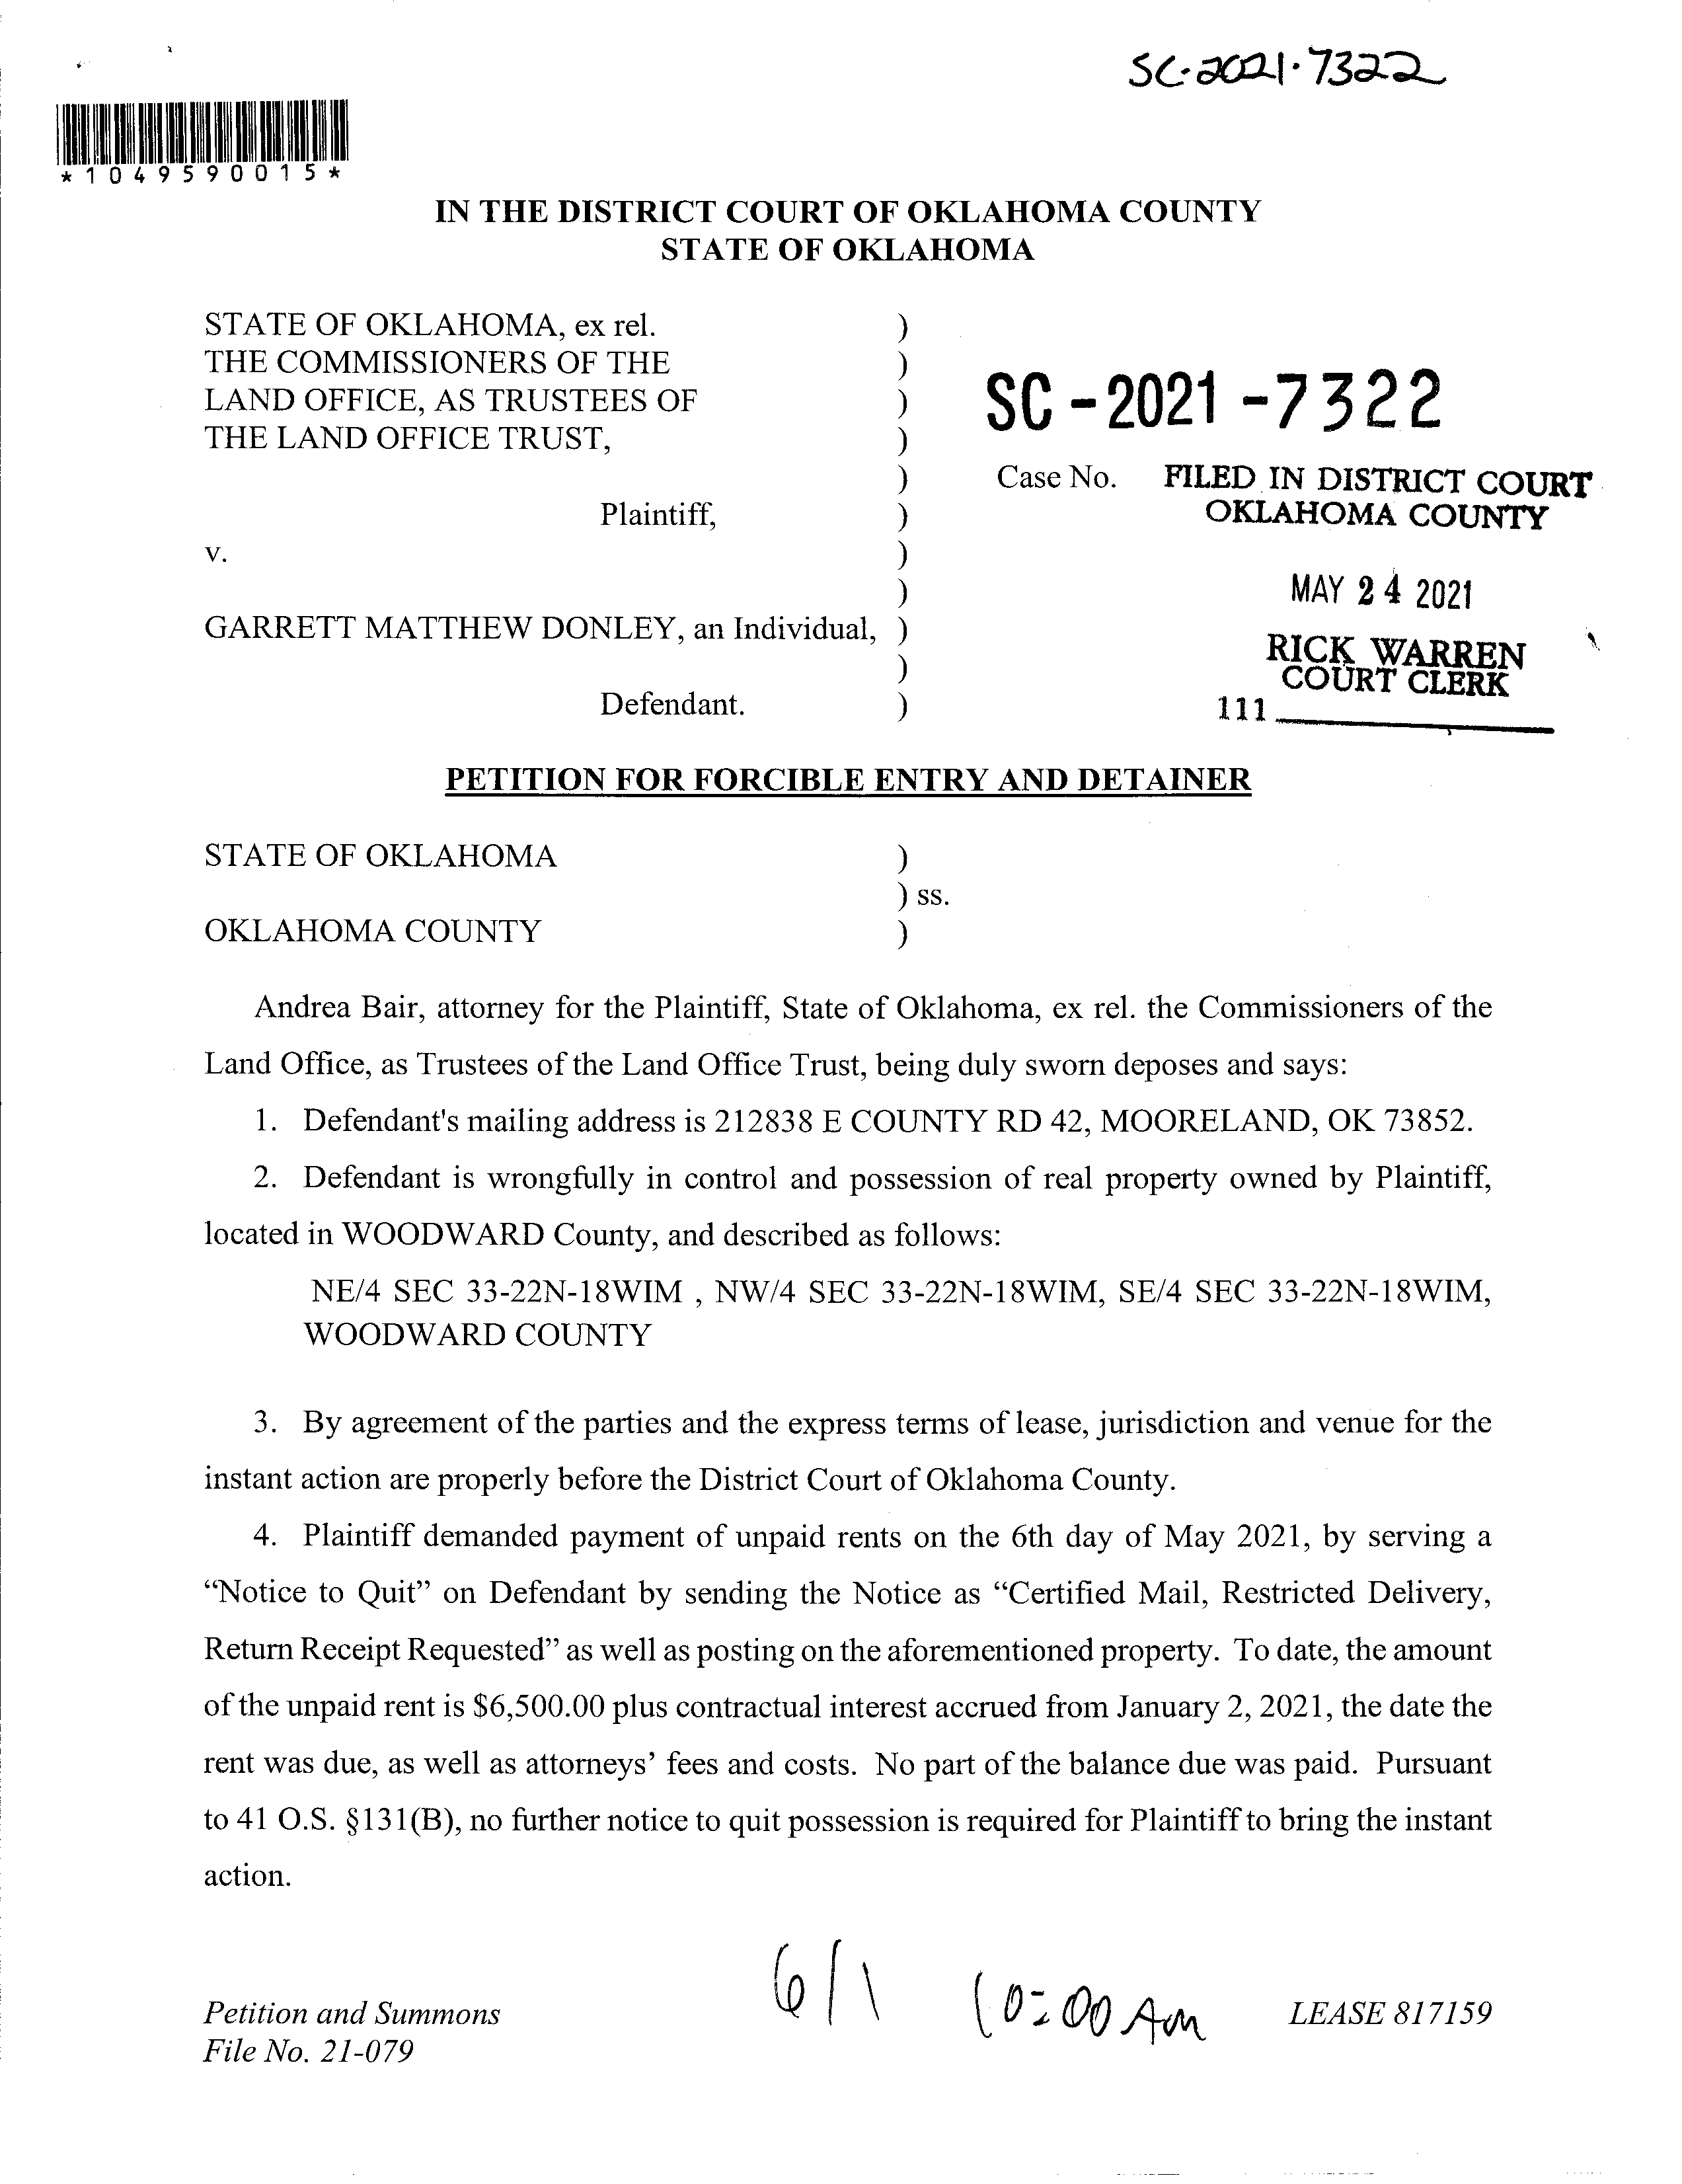 SC-2021-7322
*1049590015*
IN THE DISTRICT COURT OF OKLAHOMA COUNTY
STATE OF OKLAHOMA
STATE OF OKLAHOMA, ex rel. )
THE COMMISSIONERS OF THE )
LAND OFFICE, AS TRUSTEES OF )
THE LAND OFFICE TRUST, )
SC-2021-7322
) Case No. FILED IN DISTRICT COURT
OKLAHOMA COUNTY
Plaintiff, )
v. )
) MAY 24 2021
GARRETT MATTHEW DONLEY, an Individual, )
) RICK WARREN
COURT CLERK
Defendant. ) 111
PETITION FOR FORCIBLE ENTRY AND DETAINER
STATE OF OKLAHOMA )
) ss.
OKLAHOMA COUNTY )
Andrea Bair, attorney for the Plaintiff, State of Oklahoma, ex rel. the Commissioners of the
Land Office, as Trustees of the Land Office Trust, being duly sworn deposes and says:
1. Defendant's mailing address is 212838 E COUNTY RD 42, MOORELAND, OK 73852.
2. Defendant is wrongfully in control and possession of real property owned by Plaintiff,
located in WOODWARD County, and described as follows:
NE/4 SEC 33-22N-18WIM , NW/4 SEC 33-22N-18WIM, SE/4 SEC 33-22N-18WIM,
WOODWARD COUNTY
3. By agreement of the parties and the express terms of lease, jurisdiction and venue for the
instant action are properly before the District Court of Oklahoma County.
4. Plaintiff demanded payment of unpaid rents on the 6th day of May 2021, by serving a
“Notice to Quit” on Defendant by sending the Notice as “Certified Mail, Restricted Delivery,
Return Receipt Requested” as well as posting on the aforementioned property. To date, the amount
of the unpaid rent is $6,500.00 plus contractual interest accrued from January 2, 2021, the date the
rent was due, as well as attorneys’ fees and costs. No part of the balance due was paid. Pursuant
to 41 O.S. §131(B), no further notice to quit possession is required for Plaintiff to bring the instant
action.
6/1 10:00 Am
Petition and Summons LEASE 817159
File No. 21-079